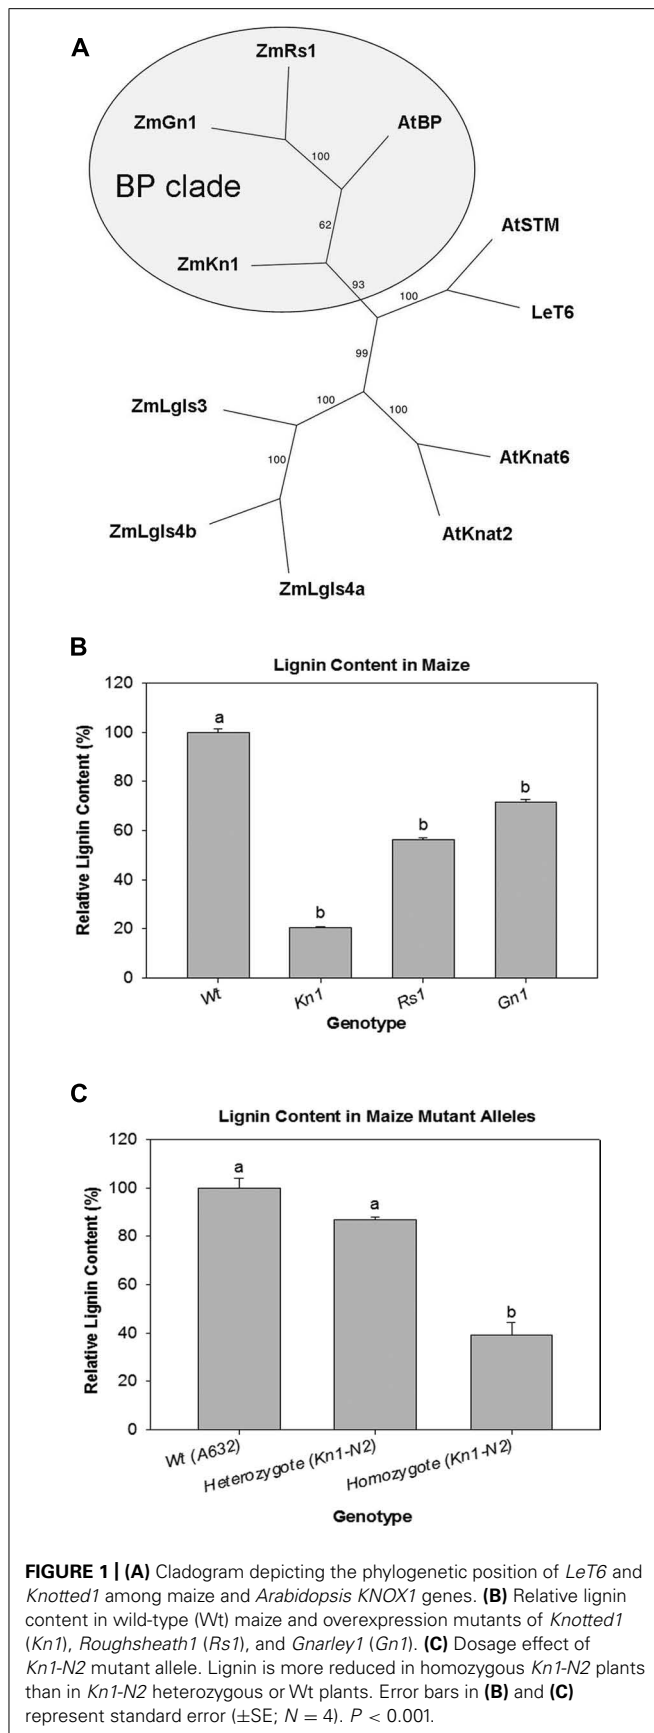 A
ZmRs1
ZmGn1
AtBP
100
BP clade
62
AtSTM
ZmKn1
93
100
LeT6
99
ZmLgls3
100
100
100
AtKnat6
ZmLgls4b
AtKnat2
ZmLgls4a
B
Lignin Content in Maize
Relative Lignin Content (%)
120
100
80
60
40
20
0
a
b
b
b
Wt
Kn1
Rs1
Gn1
Genotype
C
Lignin Content in Maize Mutant Alleles
Relative Lignin Content (%)
120
100
80
60
40
20
0
a
a
b
Wt (A632)
Heterozygote (Kn1-N2)
Homozygote (Kn1-N2)
Genotype
FIGURE 1 | (A) Cladogram depicting the phylogenetic position of LeT6 and
Knotted1 among maize and Arabidopsis KNOX1 genes. (B) Relative lignin
content in wild-type (Wt) maize and overexpression mutants of Knotted1
(Kn1), Roughsheath1 (Rs1), and Gnarley1 (Gn1). (C) Dosage effect of
Kn1-N2 mutant allele. Lignin is more reduced in homozygous Kn1-N2 plants
than in Kn1-N2 heterozygous or Wt plants. Error bars in (B) and (C)
represent standard error (±SE; N = 4). P < 0.001.